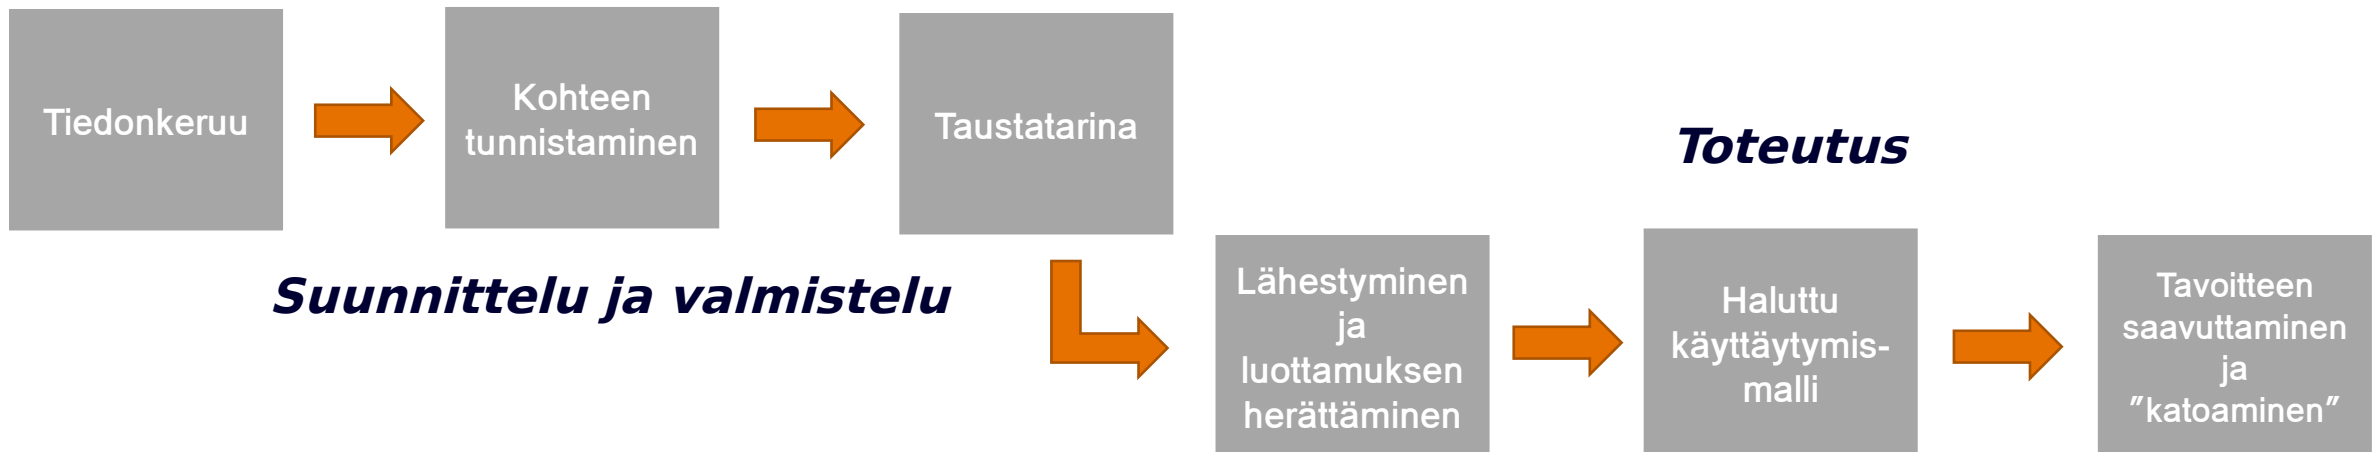 Tiedonkeruu
Kohteen
tunnistaminen
Taustatarina
Suunnittelu ja valmistelu
Toteutus
Lähestyminen
ja
luottamuksen
herättäminen
Haluttu
käyttäytymis-
malli
Tavoitteen
saavuttaminen
ja
”katoaminen”